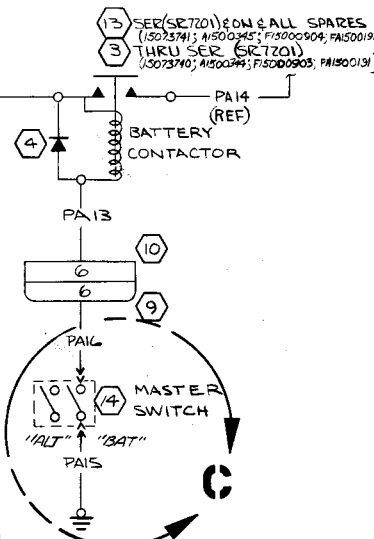 13 SER (SR7201) & ON & ALL SPARES
(15073741; A1500345; F15000904; FA150019
3 THRU SER (SR7201)
(15073740; A1500344; F15000903; FA1500191)
PA14
(REF)
4
BATTERY
CONTACTOR
PA13
10
6
6
9
PA16
14 MASTER
SWITCH
"ALT" "BAT"
PA15
C